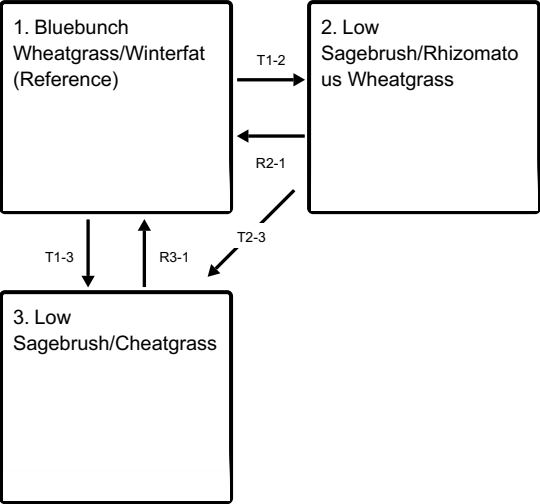 1. Bluebunch
Wheatgrass/Winterfat
(Reference)
T1-2
2. Low
Sagebrush/Rhizomato
us Wheatgrass
R2-1
T1-3
R3-1
T2-3
3. Low
Sagebrush/Cheatgrass